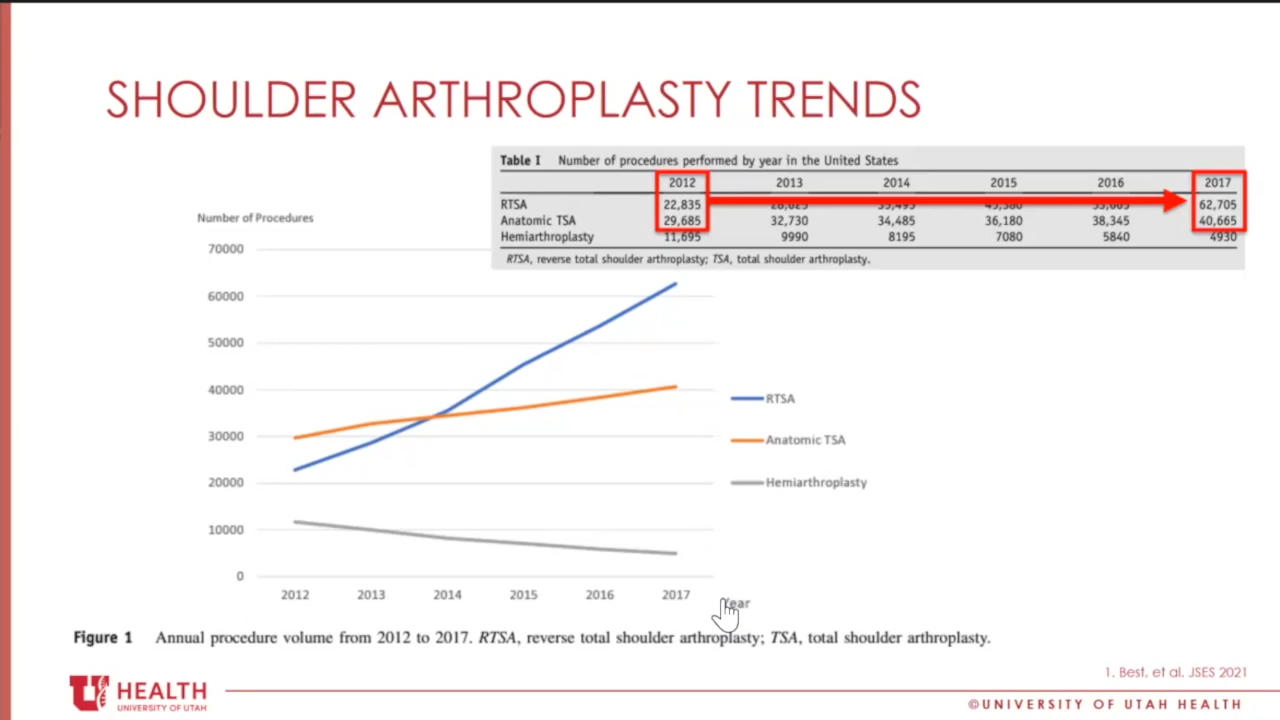 SHOULDER ARTHROPLASTY TRENDS
Table I Number of procedures performed by year in the United States
2012 2013 2014 2015 2016 2017
RTSA 22,835 62,705
Anatomic TSA 29,685 32,730 34,485 36,180 38,345 40,665
Hemiarthroplasty 11,695 9990 8195 7080 5840 4930
RTSA, reverse total shoulder arthroplasty; TSA, total shoulder arthroplasty.
Number of Procedures
70000
60000
50000
40000
30000
20000
10000
0
2012 2013 2014 2015 2016 2017
Year
RTSA
Anatomic TSA
Hemiarthroplasty
Figure 1 Annual procedure volume from 2012 to 2017. RTSA, reverse total shoulder arthroplasty; TSA, total shoulder arthroplasty.
1. Best, et al. JSES 2021
U HEALTH
UNIVERSITY OF UTAH
©UNIVERSITY OF UTAH HEALTH